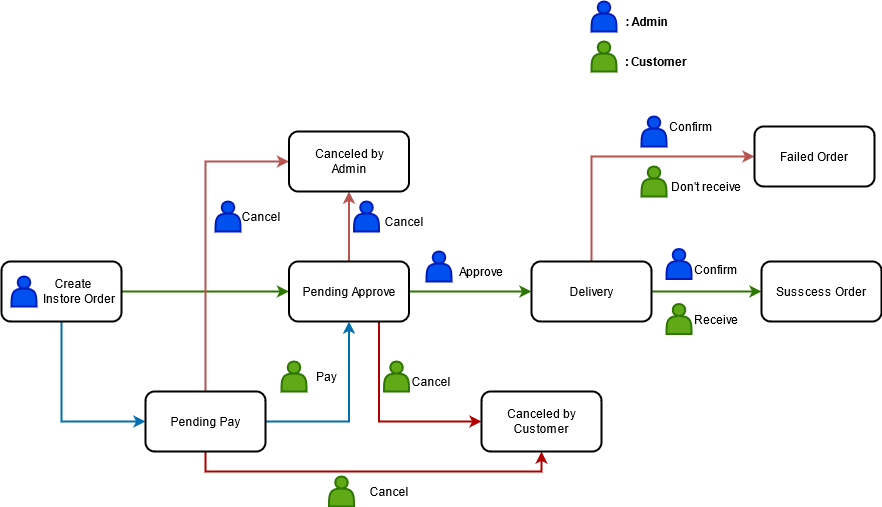 : Admin
: Customer
Confirm
Failed Order
Canceled by
Admin
Don't receive
Cancel
Cancel
Create
Instore Order
Pending Approve
Approve
Delivery
Confirm
Susscess Order
Receive
Pay
Cancel
Pending Pay
Canceled by
Customer
Cancel